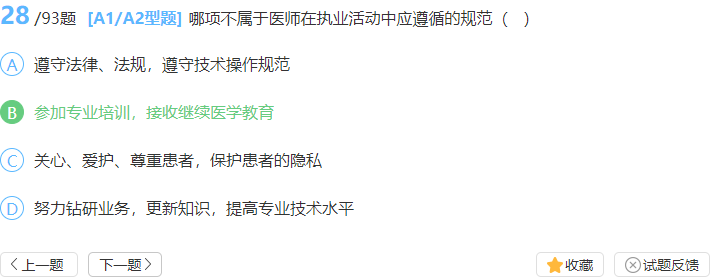 28/93题 [A1/A2型题] 哪项不属于医师在执业活动中应遵循的规范（ ）
A 遵守法律、法规，遵守技术操作规范
B 参加专业培训，接收继续医学教育
C 关心、爱护、尊重患者，保护患者的隐私
D 努力钻研业务，更新知识，提高专业技术水平
上一题 下一题 收藏 试题反馈